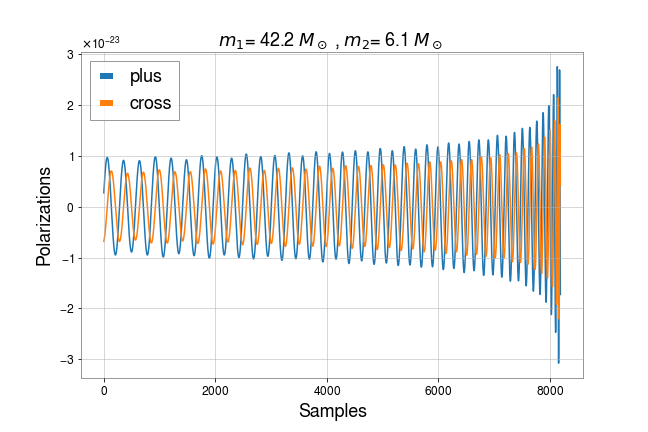 m₁= 42.2 M⊙ , m₂= 6.1 M⊙
×10⁻²³
3
2
1
0
−1
−2
−3
plus
cross
Polarizations
0 2000 4000 6000 8000
Samples